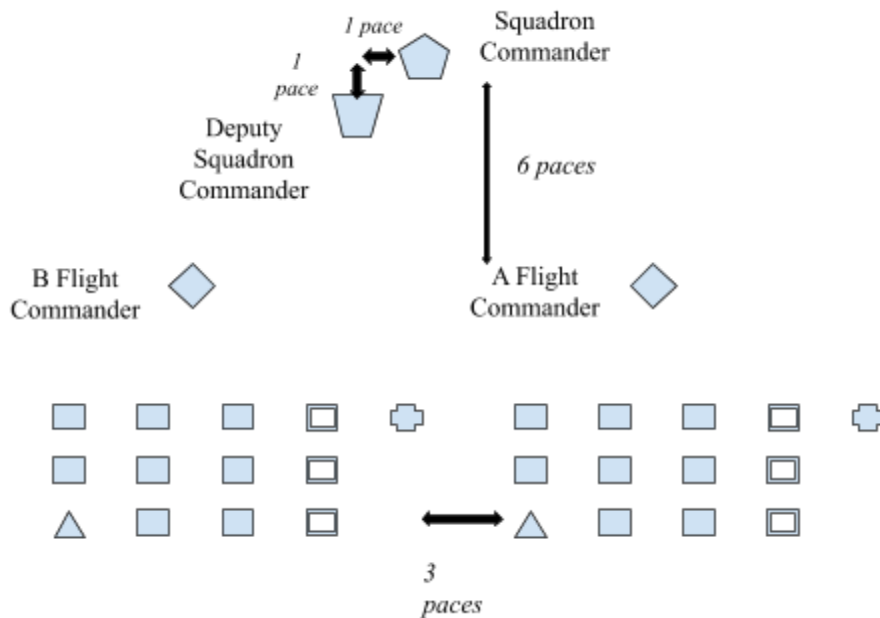 1 pace
Squadron
Commander
1
pace
Deputy
Squadron
Commander
6 paces
B Flight
Commander
A Flight
Commander
3
paces